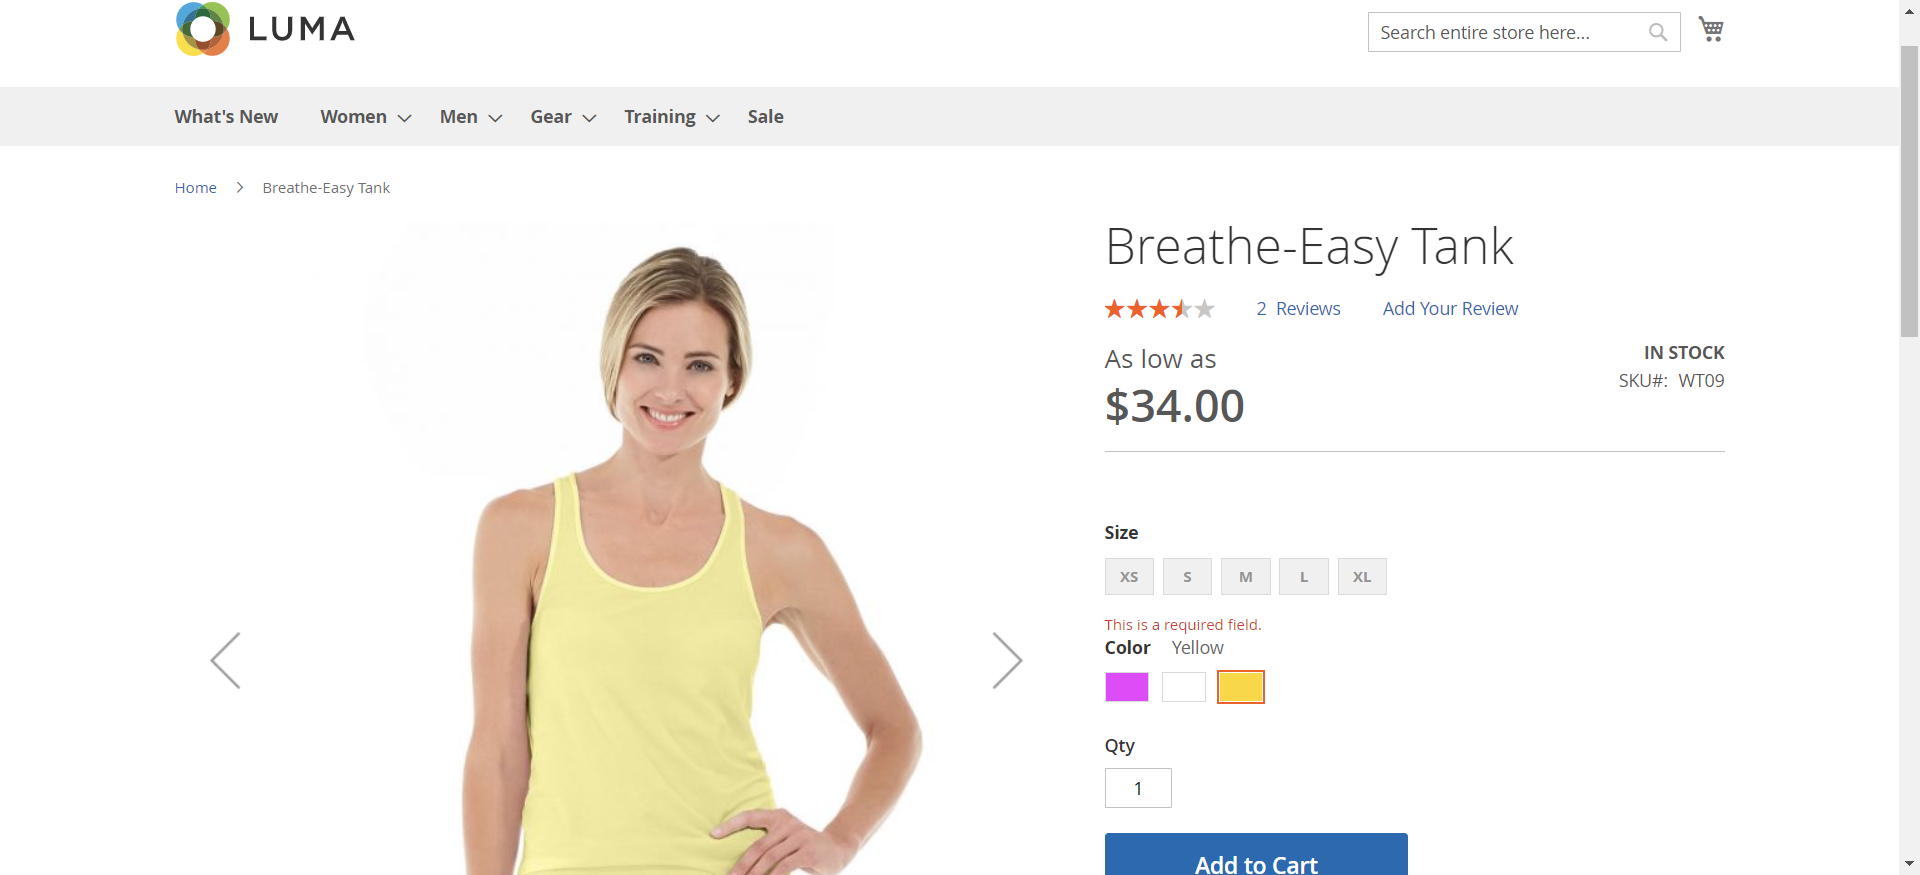 LUMA
Search entire store here...
What's New Women Men Gear Training Sale
Home Breathe-Easy Tank
Breathe-Easy Tank
2 Reviews Add Your Review
As low as
$34.00
IN STOCK
SKU#: WT09
Size
XS S M L XL
This is a required field.
Color Yellow
Qty
1
Add to Cart